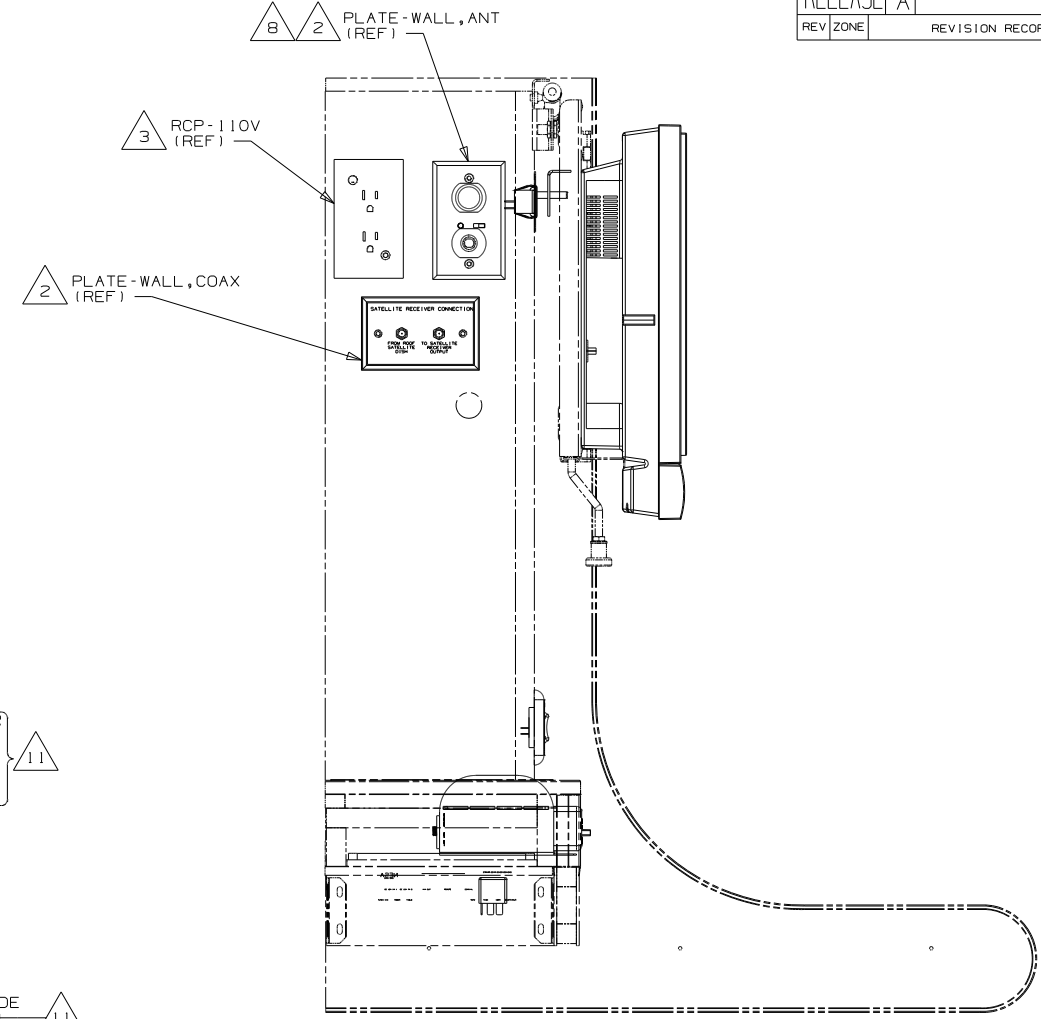 A
REV ZONE REVISION RECOR
8 2 PLATE-WALL,ANT
(REF)
3 RCP-110V
(REF)
2 PLATE-WALL,COAX
(REF)
SATELLITE RECEIVER CONNECTION
FROM ROOF
SATELLITE
DISH
TO SATELLITE
RECEIVER
OUTPUT
11
DE
11